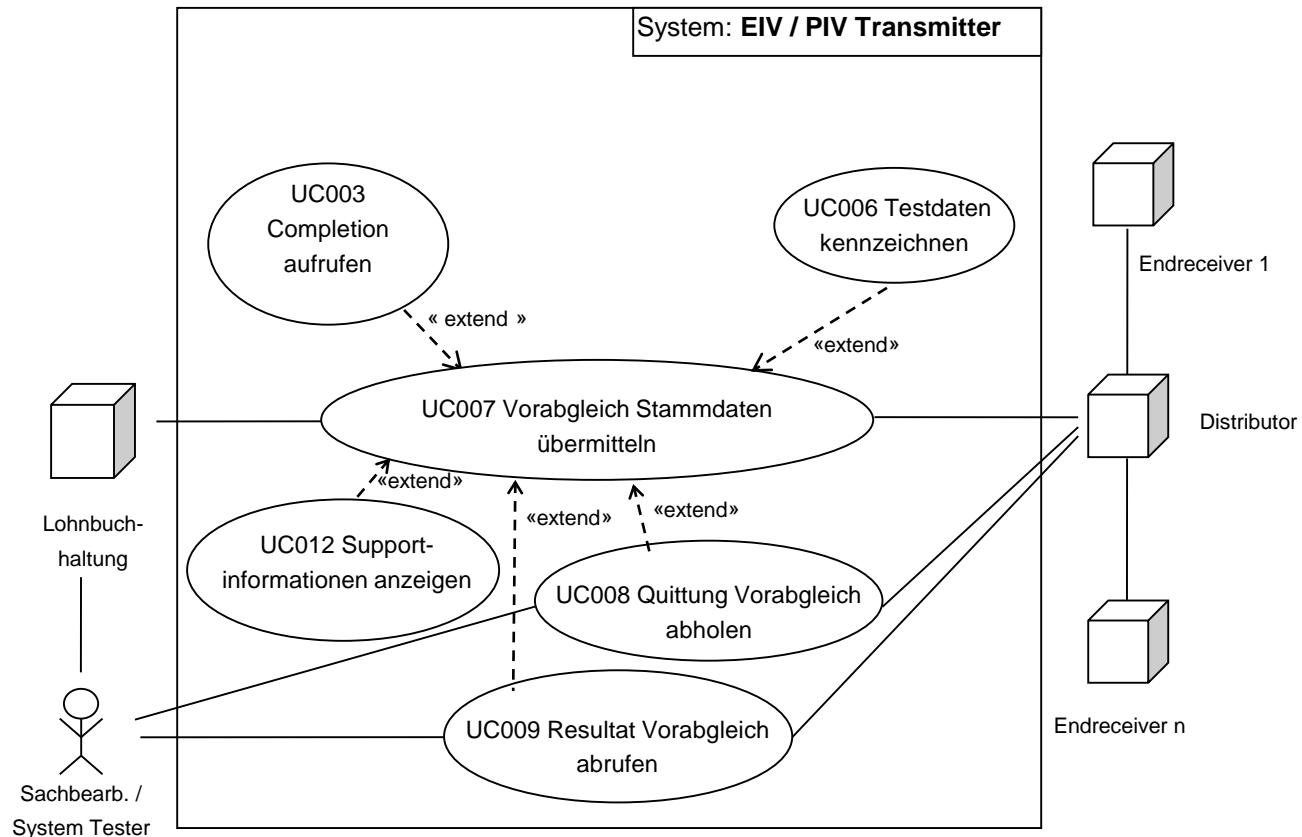 System: EIV / PIV Transmitter
UC003
Completion
aufrufen
UC006 Testdaten
kennzeichnen
Endreceiver 1
« extend »
«extend»
UC007 Vorabgleich Stammdaten
übermitteln
Distributor
Lohnbuch-
haltung
«extend»
«extend»
«extend»
UC012 Support-
informationen anzeigen
UC008 Quittung Vorabgleich
abholen
UC009 Resultat Vorabgleich
abrufen
Endreceiver n
Sachbearb. /
System Tester